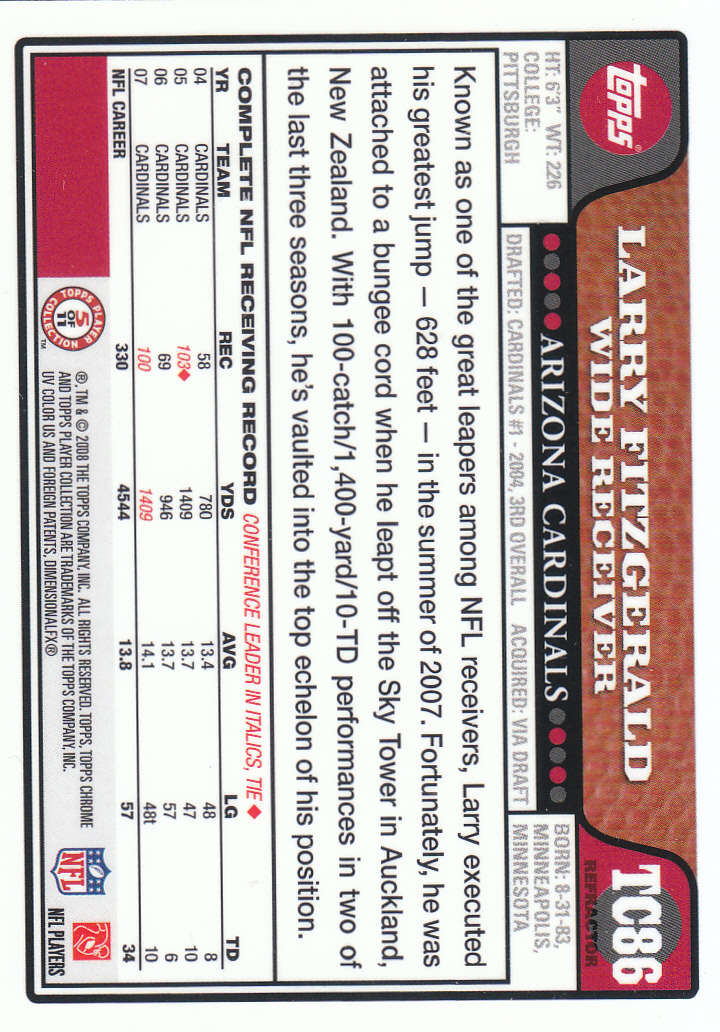 topps®
LARRY FITZGERALD
WIDE RECEIVER
TC86
REFRACTOR
ARIZONA CARDINALS
HT: 6'3" WT: 226
COLLEGE:
PITTSBURGH
DRAFTED: CARDINALS #1 - 2004, 3RD OVERALL ACQUIRED: VIA DRAFT
BORN: 8-31-83,
MINNEAPOLIS,
MINNESOTA
Known as one of the great leapers among NFL receivers, Larry executed
his greatest jump — 628 feet — in the summer of 2007. Fortunately, he was
attached to a bungee cord when he leapt off the Sky Tower in Auckland,
New Zealand. With 100-catch/1,400-yard/10-TD performances in two of
the last three seasons, he's vaulted into the top echelon of his position.
COMPLETE NFL RECEIVING RECORD CONFERENCE LEADER IN ITALICS, TIE ♦
YR TEAM REC YDS AVG LG TD
04 CARDINALS 58 780 13.4 48 8
05 CARDINALS 103♦ 1409 13.7 47 10
06 CARDINALS 69 946 13.7 57 6
07 CARDINALS 100 1409 14.1 48t 10
NFL CAREER 330 4544 13.8 57 34
TOPPS PLAYER
5 OF 11
COLLECTION
TM
®, TM & © 2008 THE TOPPS COMPANY, INC. ALL RIGHTS RESERVED. TOPPS, TOPPS CHROME
AND TOPPS PLAYER COLLECTION ARE TRADEMARKS OF THE TOPPS COMPANY, INC.
UV COLOR US AND FOREIGN PATENTS, DIMENSIONALFX®
NFL
NFL PLAYERS